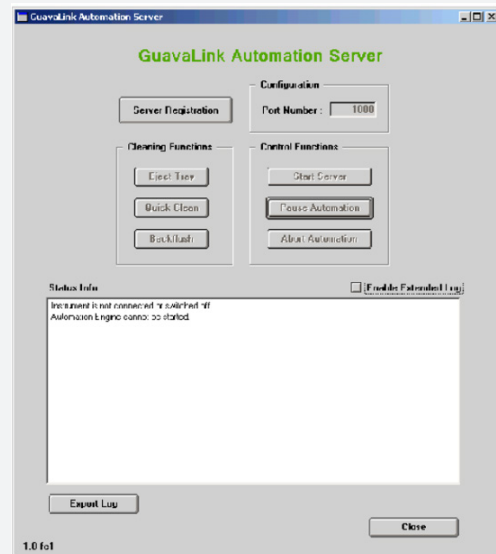 GuavaLink Automation Server
GuavaLink Automation Server
Configuration
Server Registration
Port Number : 1000
Cleaning Functions
Control Functions
Eject Tray
Start Server
Quick Clean
Pause Automation
Backflush
Abort Automation
Status Info
Enable Extended Log
Instrument is not connected or switched off.
Automation Engine cannot be started.
Export Log
Close
1.0 fc1